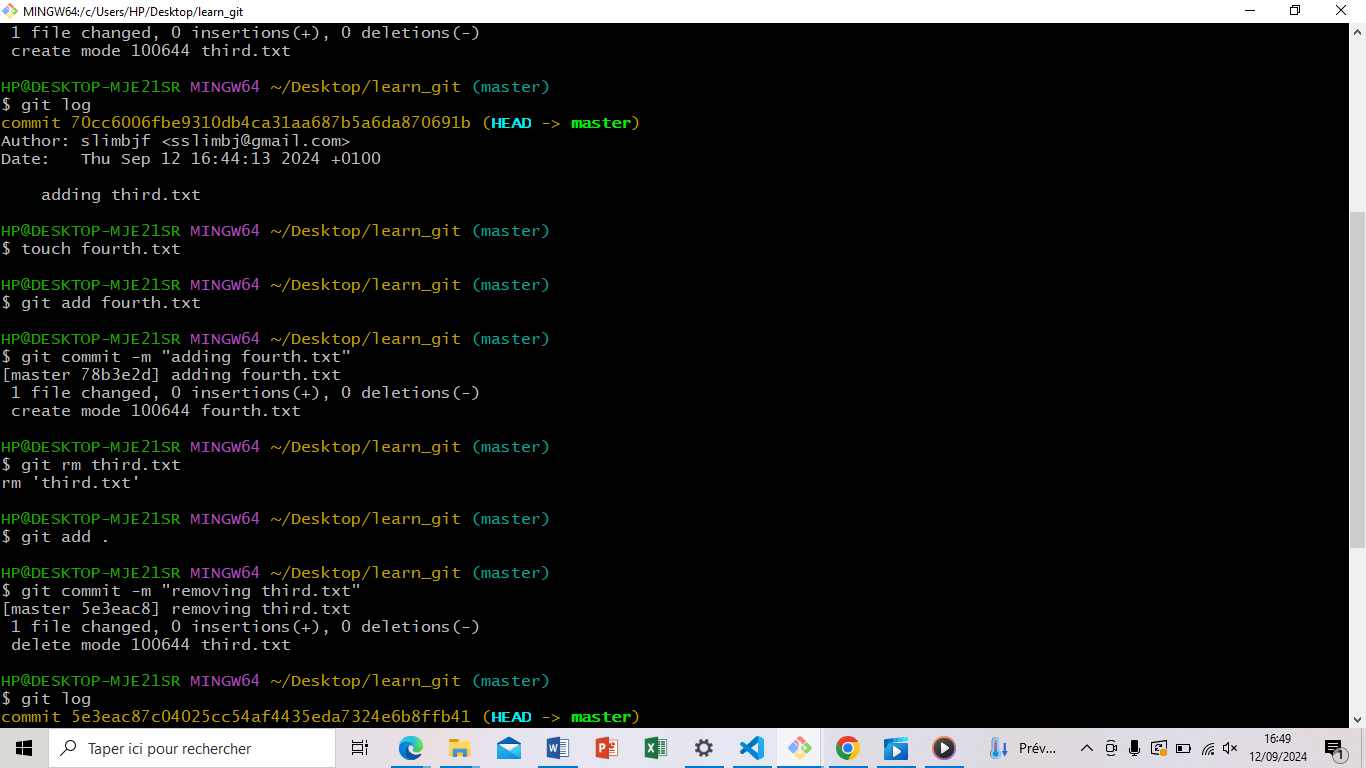 MINGW64:/c/Users/HP/Desktop/learn_git
 1 file changed, 0 insertions(+), 0 deletions(-)
 create mode 100644 third.txt
HP@DESKTOP-MJE21SR MINGW64 ~/Desktop/learn_git (master)
$ git log
commit 70cc6006fbe9310db4ca31aa687b5a6da870691b (HEAD -> master)
Author: slimbjf <sslimbj@gmail.com>
Date:   Thu Sep 12 16:44:13 2024 +0100
    adding third.txt
HP@DESKTOP-MJE21SR MINGW64 ~/Desktop/learn_git (master)
$ touch fourth.txt
HP@DESKTOP-MJE21SR MINGW64 ~/Desktop/learn_git (master)
$ git add fourth.txt
HP@DESKTOP-MJE21SR MINGW64 ~/Desktop/learn_git (master)
$ git commit -m "adding fourth.txt"
[master 78b3e2d] adding fourth.txt
 1 file changed, 0 insertions(+), 0 deletions(-)
 create mode 100644 fourth.txt
HP@DESKTOP-MJE21SR MINGW64 ~/Desktop/learn_git (master)
$ git rm third.txt
rm 'third.txt'
HP@DESKTOP-MJE21SR MINGW64 ~/Desktop/learn_git (master)
$ git add .
HP@DESKTOP-MJE21SR MINGW64 ~/Desktop/learn_git (master)
$ git commit -m "removing third.txt"
[master 5e3eac8] removing third.txt
 1 file changed, 0 insertions(+), 0 deletions(-)
 delete mode 100644 third.txt
HP@DESKTOP-MJE21SR MINGW64 ~/Desktop/learn_git (master)
$ git log
commit 5e3eac87c04025cc54af4435eda7324e6b8ffb41 (HEAD -> master)
Taper ici pour rechercher
Prév...
16:49
12/09/2024
1